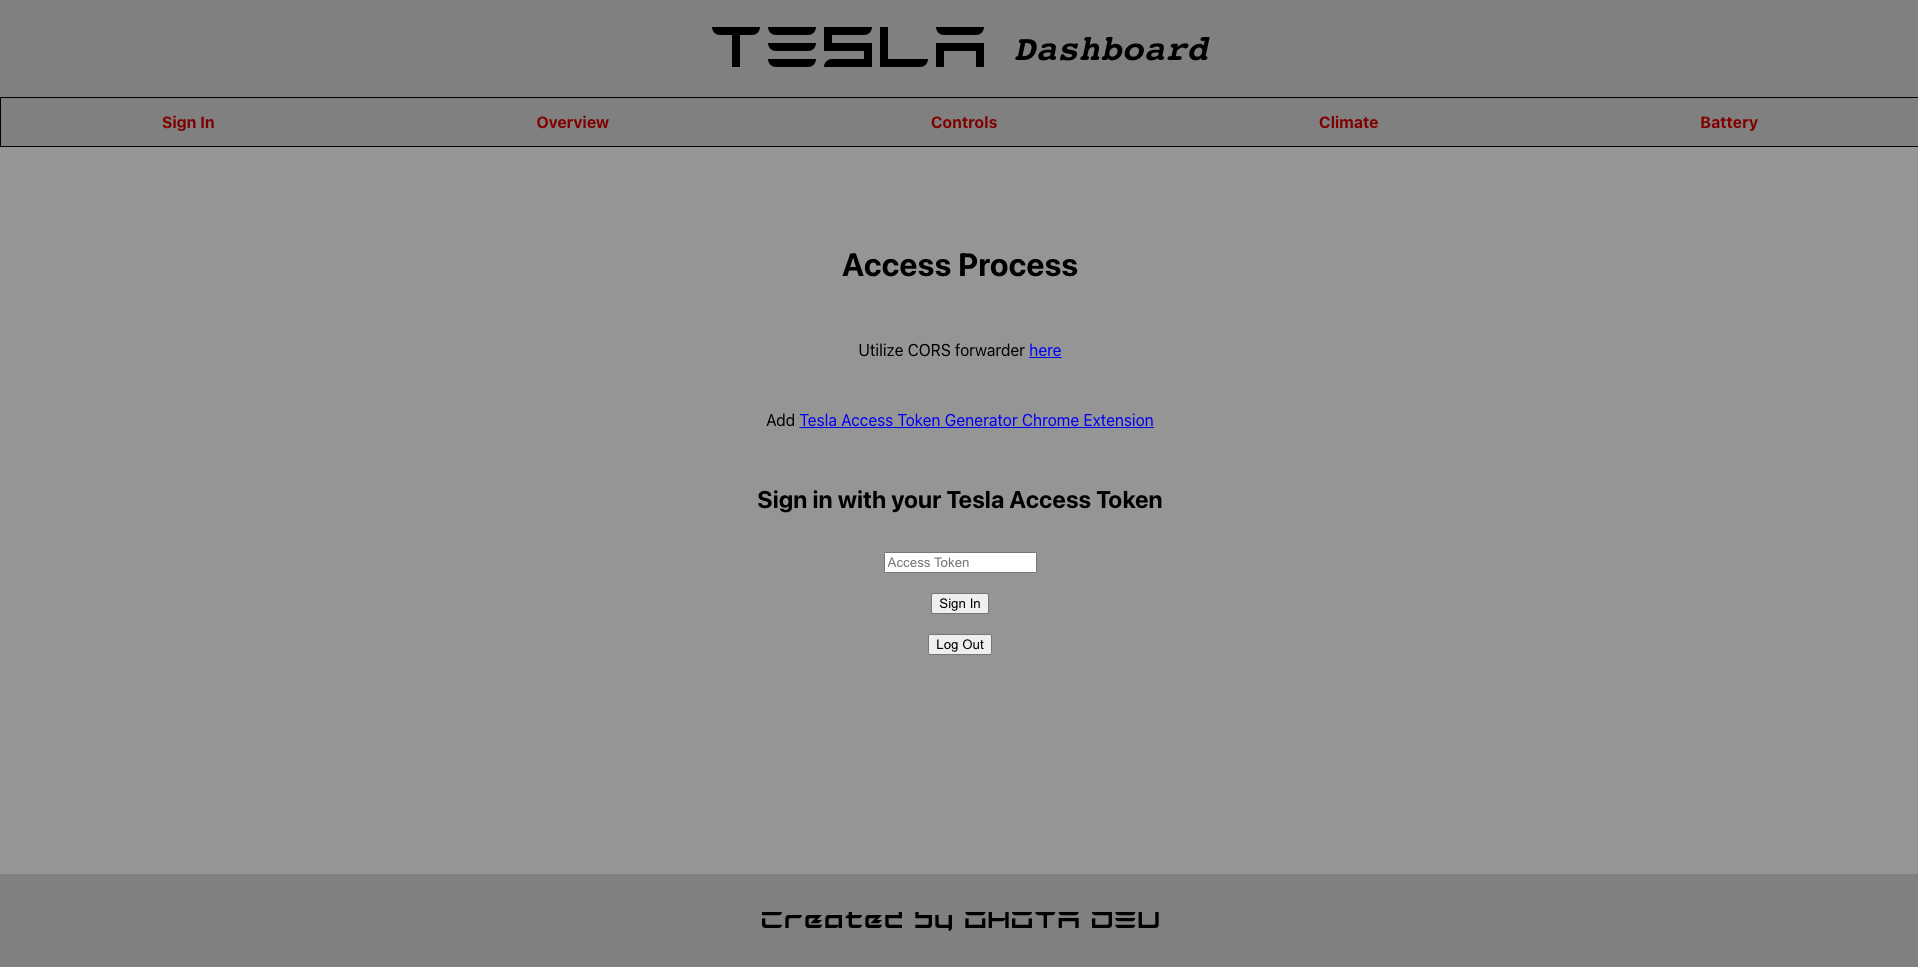 TESLA Dashboard
Sign In Overview Controls Climate Battery
Access Process
Utilize CORS forwarder here
Add Tesla Access Token Generator Chrome Extension
Sign in with your Tesla Access Token
Access Token
Sign In
Log Out
Created by DEV